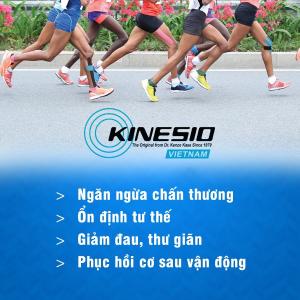 KINESIO
The Original from Dr. Kenzo Kase Since 1979
VIETNAM
> Ngăn ngừa chấn thương
> Ổn định tư thế
> Giảm đau, thư giãn
> Phục hồi cơ sau vận động